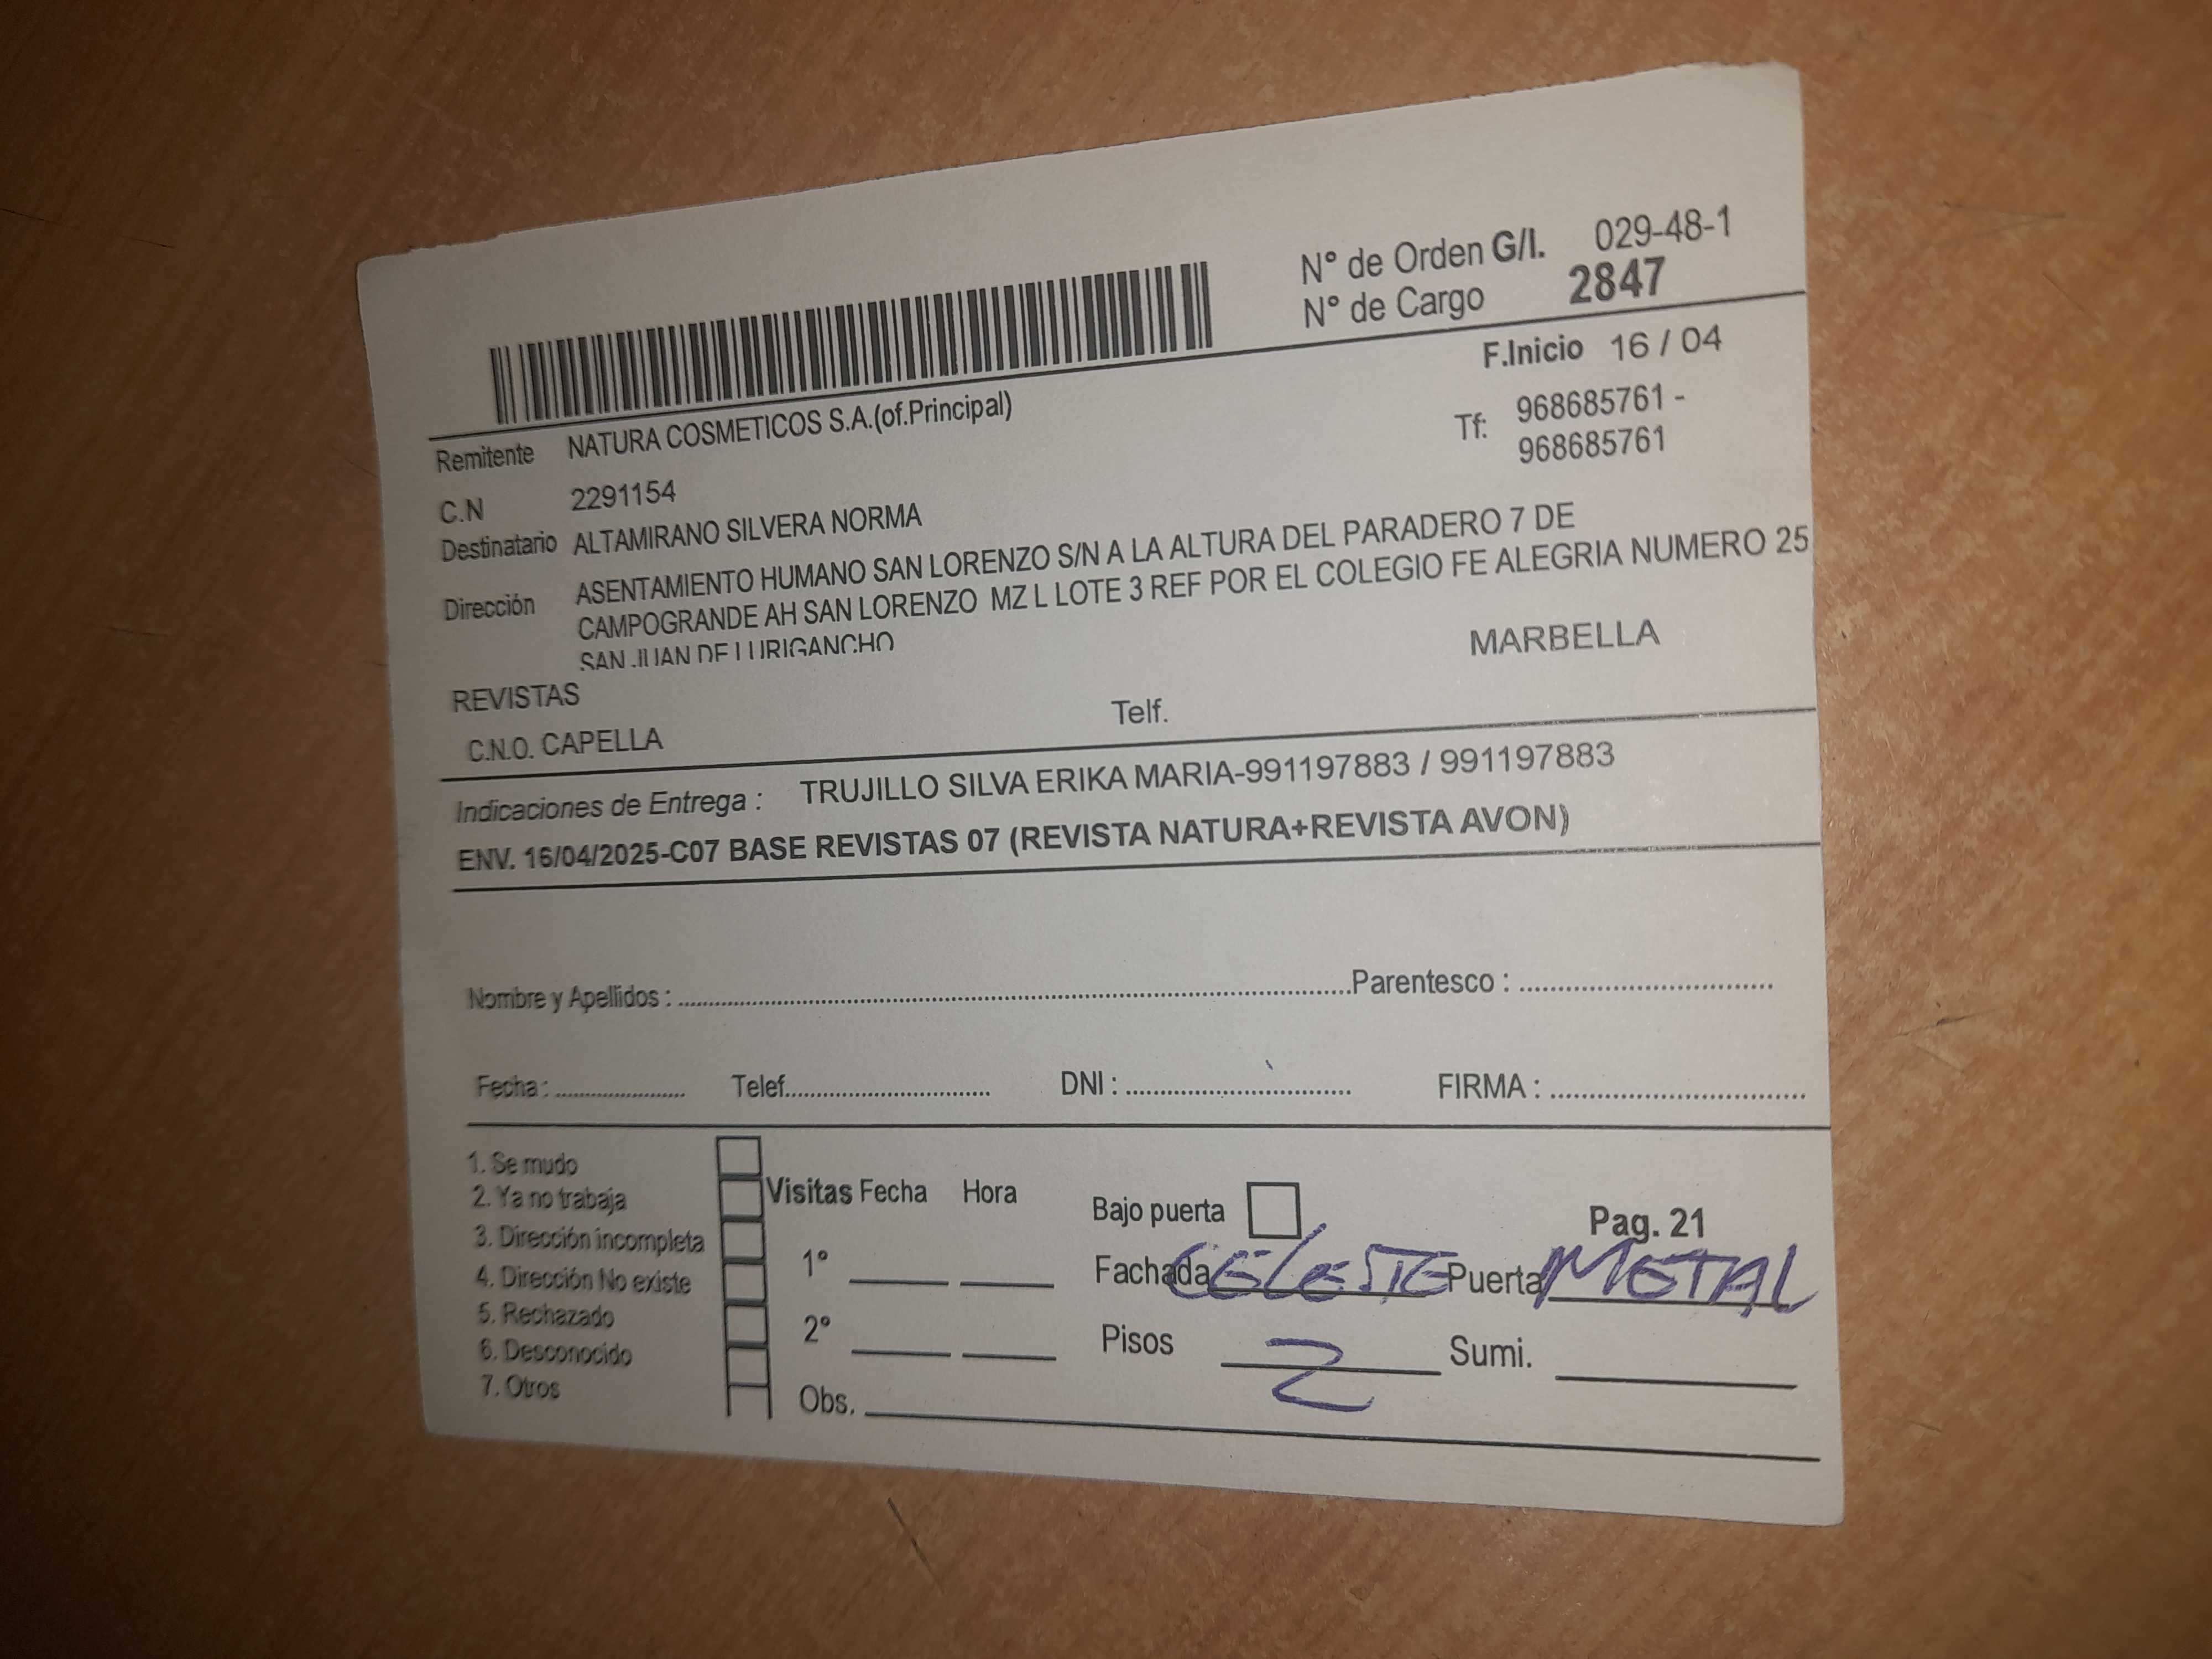 N° de Orden G/I. 029-48-1
N° de Cargo 2847
F.Inicio 16 / 04
Remitente NATURA COSMETICOS S.A.(of.Principal)
Tf: 968685761 -
968685761
C.N 2291154
Destinatario ALTAMIRANO SILVERA NORMA
Dirección ASENTAMIENTO HUMANO SAN LORENZO S/N A LA ALTURA DEL PARADERO 7 DE
CAMPOGRANDE AH SAN LORENZO MZ L LOTE 3 REF POR EL COLEGIO FE ALEGRIA NUMERO 25
SAN JUAN DE LURIGANCHO
MARBELLA
REVISTAS
C.N.O. CAPELLA Telf.
Indicaciones de Entrega : TRUJILLO SILVA ERIKA MARIA-991197883 / 991197883
ENV. 16/04/2025-C07 BASE REVISTAS 07 (REVISTA NATURA+REVISTA AVON)
Nombre y Apellidos : Parentesco :
Fecha : Telef. DNI : FIRMA :
1. Se mudo
2. Ya no trabaja
3. Dirección incompleta
4. Dirección No existe
5. Rechazado
6. Desconocido
7. Otros
Visitas Fecha Hora
1°
2°
Obs.
Bajo puerta Pag. 21
Fachada CELESTE Puerta METAL
Pisos 2 Sumi.